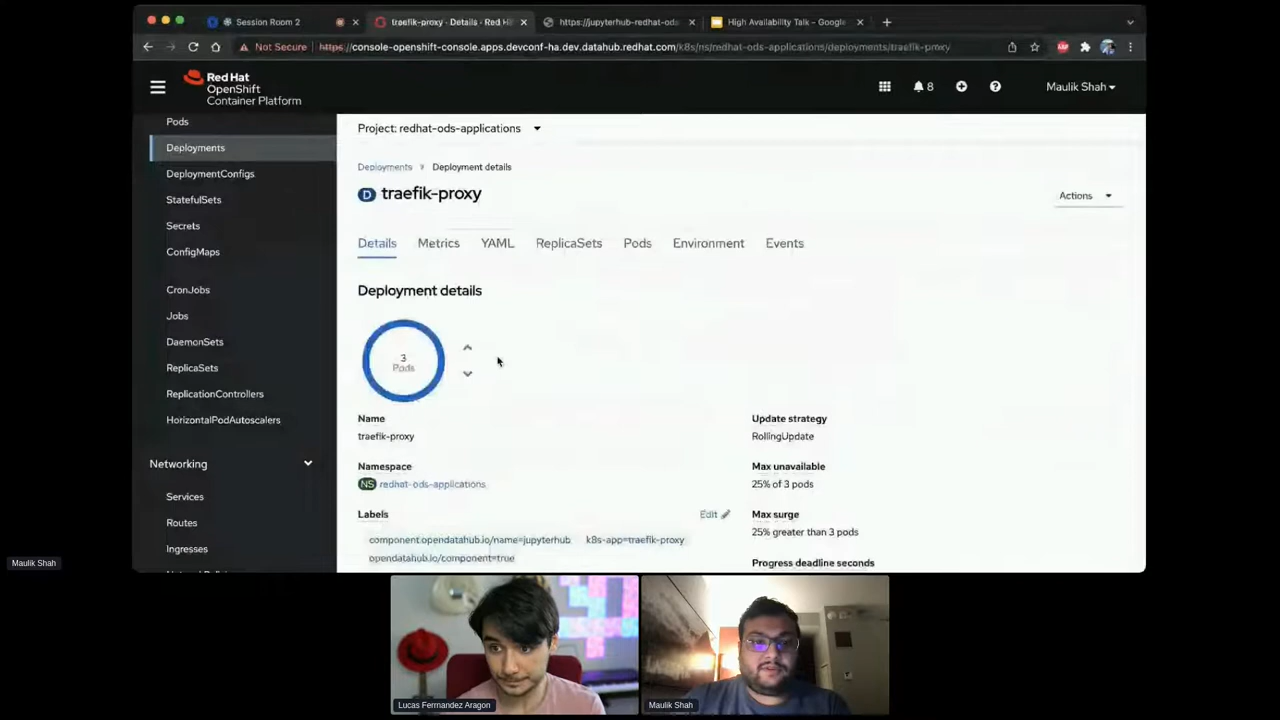 Session Room 2
traefik-proxy - Details - Red H
https://jupyterhub-redhat-ods
High Availability Talk - Google
Not Secure
https://console-openshift-console.apps.devconf-ha.dev.datahub.redhat.com/k8s/ns/redhat-ods-applications/deployments/traefik-proxy
Red Hat
OpenShift
Container Platform
8
Maulik Shah
Pods
Deployments
DeploymentConfigs
StatefulSets
Secrets
ConfigMaps
CronJobs
Jobs
DaemonSets
ReplicaSets
ReplicationControllers
HorizontalPodAutoscalers
Networking
Services
Routes
Ingresses
Project: redhat-ods-applications
Deployments
Deployment details
D traefik-proxy
Actions
Details Metrics YAML ReplicaSets Pods Environment Events
Deployment details
3
Pods
Name
traefik-proxy
Namespace
NS redhat-ods-applications
Labels
Edit
component.opendatahub.io/name=jupyterhub
k8s-app=traefik-proxy
opendatahub.io/component=true
Update strategy
RollingUpdate
Max unavailable
25% of 3 pods
Max surge
25% greater than 3 pods
Progress deadline seconds
Maulik Shah
Lucas Fernandez Aragon
Maulik Shah